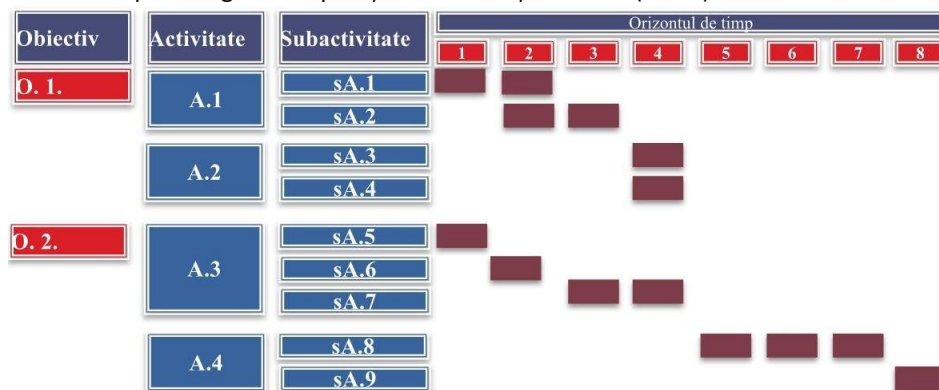 Obiectiv Activitate Subactivitate Orizontul de timp
1 2 3 4 5 6 7 8
O. 1. A.1 sA.1
sA.2
A.2 sA.3
sA.4
O. 2. A.3 sA.5
sA.6
sA.7
A.4 sA.8
sA.9